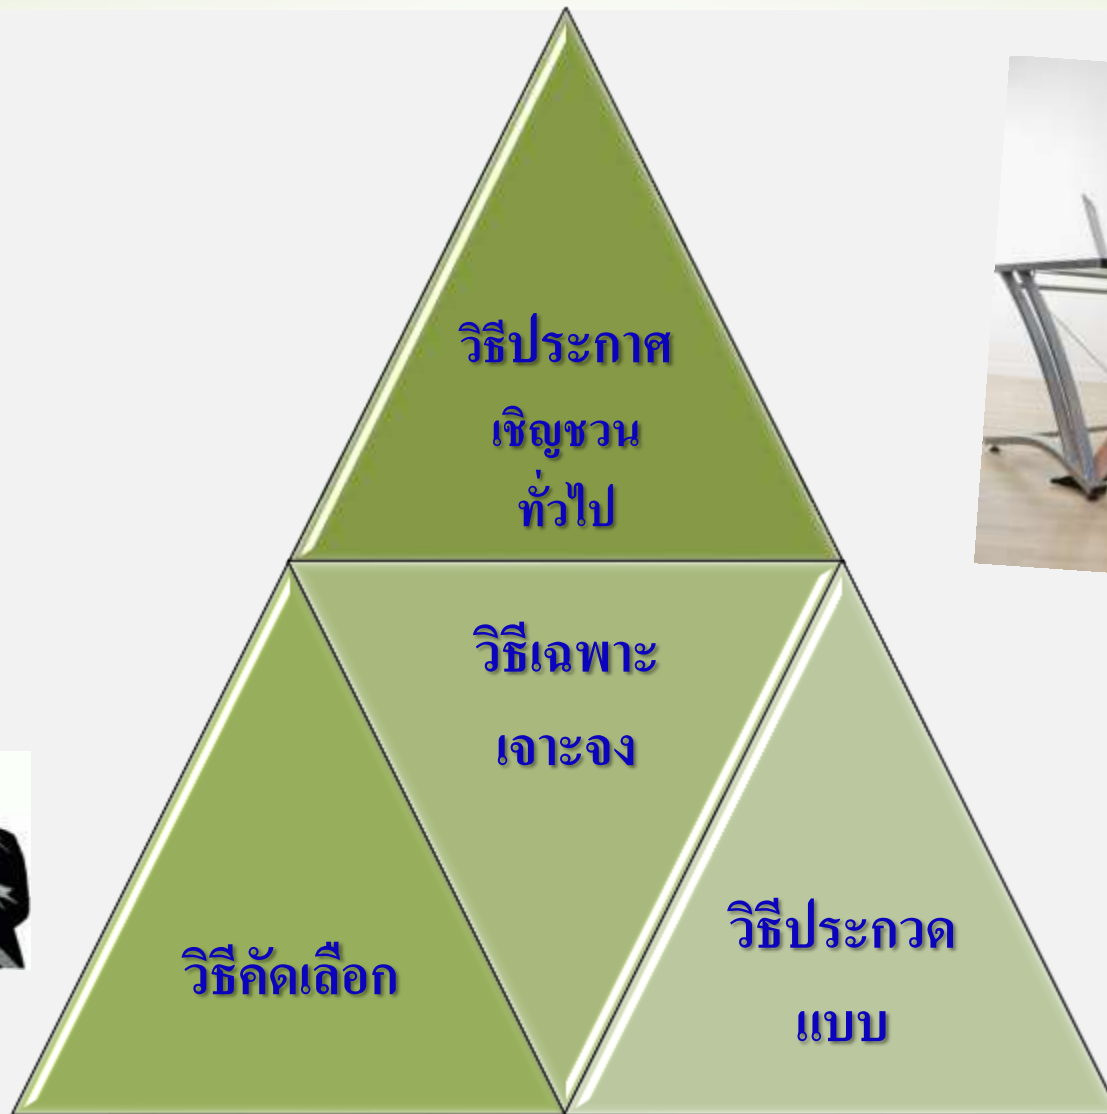 วิธีประกาศ
เชิญชวน
ทั่วไป
วิธีเฉพาะ
เจาะจง
วิธีคัดเลือก
วิธีประกวด
แบบ